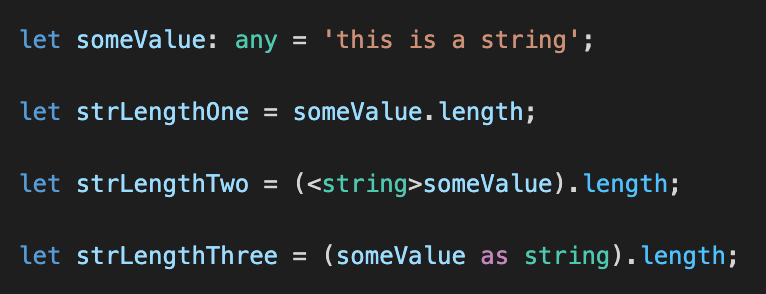 let someValue: any = 'this is a string';
let strLengthOne = someValue.length;
let strLengthTwo = (<string>someValue).length;
let strLengthThree = (someValue as string).length;